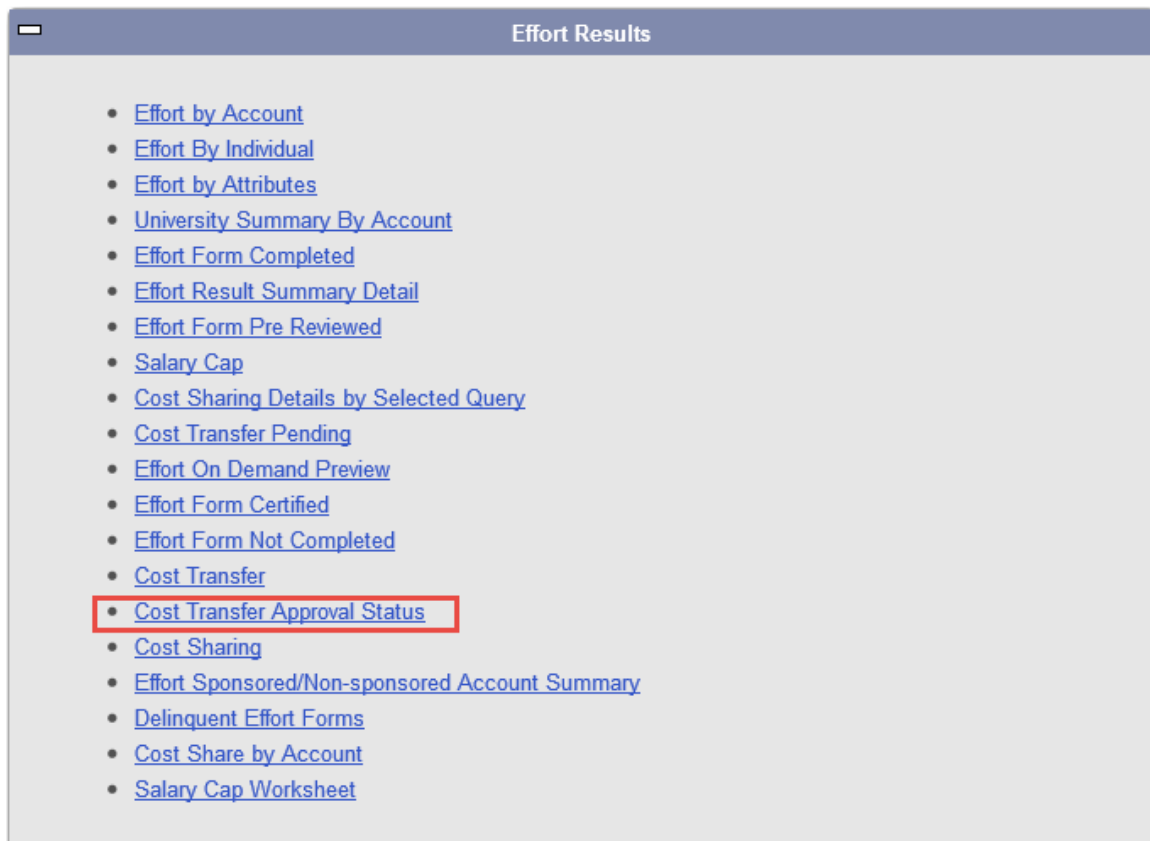 Effort Results
Effort by Account
Effort By Individual
Effort by Attributes
University Summary By Account
Effort Form Completed
Effort Result Summary Detail
Effort Form Pre Reviewed
Salary Cap
Cost Sharing Details by Selected Query
Cost Transfer Pending
Effort On Demand Preview
Effort Form Certified
Effort Form Not Completed
Cost Transfer
Cost Transfer Approval Status
Cost Sharing
Effort Sponsored/Non-sponsored Account Summary
Delinquent Effort Forms
Cost Share by Account
Salary Cap Worksheet